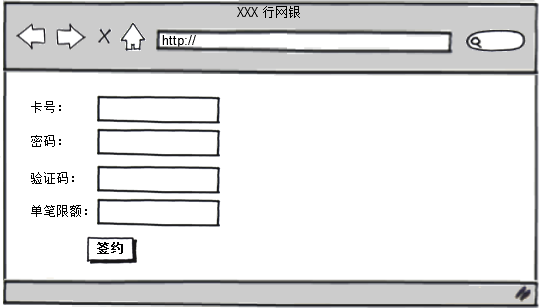 XXX 行网银
http://
卡号：
密码：
验证码：
单笔限额：
签约